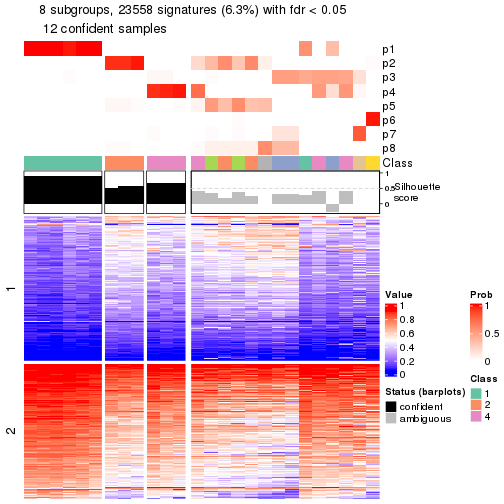 8 subgroups, 23558 signatures (6.3%) with fdr < 0.05
12 confident samples
p1
p2
p3
p4
p5
p6
p7
p8
Class
1
0.5
0
Silhouette
score
1
2
Value
1
0.8
0.6
0.4
0.2
0
Prob
1
0.5
0
Status (barplots)
confident
ambiguous
Class
1
2
4